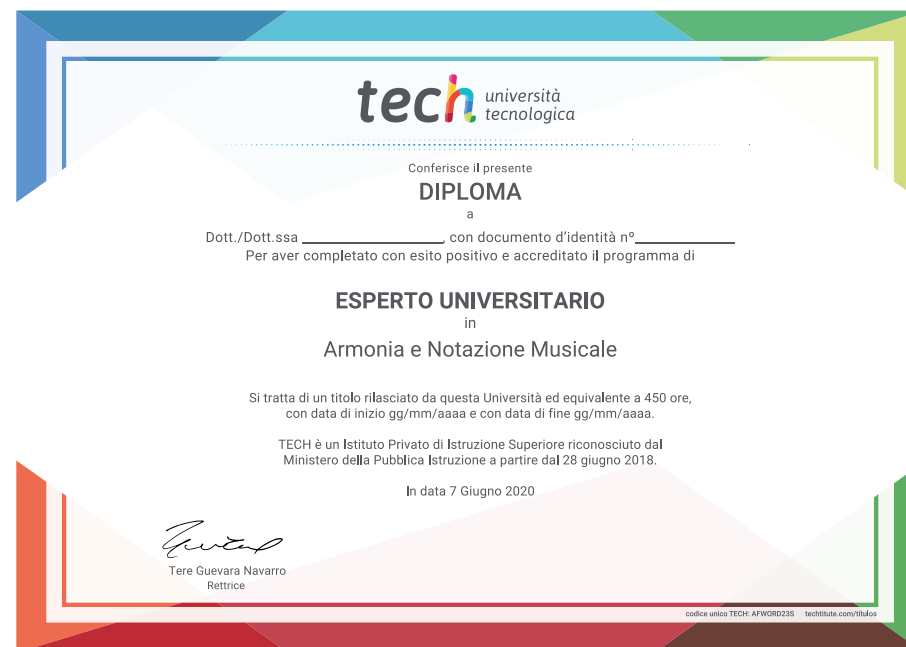 tech università
tecnologica
Conferisce il presente
DIPLOMA
a
Dott./Dott.ssa ____________________, con documento d'identità nº______________
Per aver completato con esito positivo e accreditato il programma di
ESPERTO UNIVERSITARIO
in
Armonia e Notazione Musicale
Si tratta di un titolo rilasciato da questa Università ed equivalente a 450 ore,
con data di inizio gg/mm/aaaa e con data di fine gg/mm/aaaa.
TECH è un Istituto Privato di Istruzione Superiore riconosciuto dal
Ministero della Pubblica Istruzione a partire dal 28 giugno 2018.
In data 7 Giugno 2020
Tere Guevara Navarro
Rettrice
codice unico TECH: AFWORD23S techtitute.com/titulos